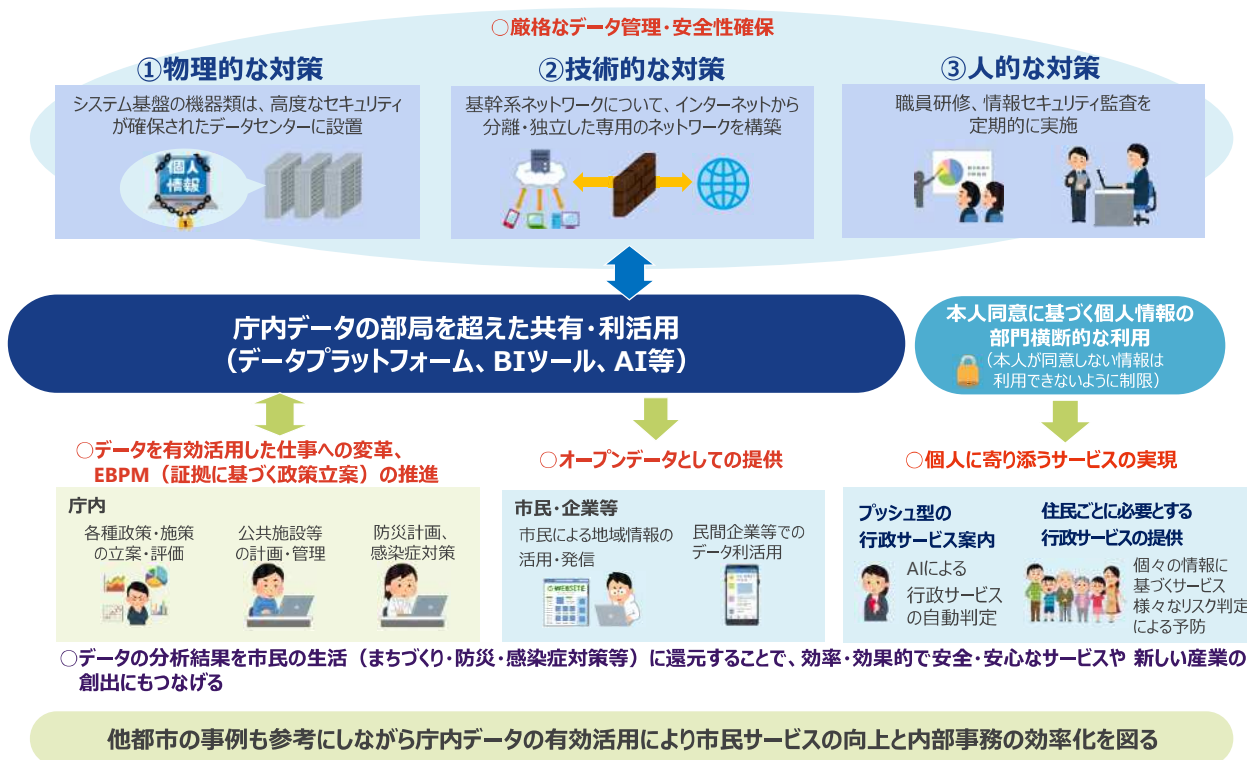 ○厳格なデータ管理・安全性確保
①物理的な対策
システム基盤の機器類は、高度なセキュリティ
が確保されたデータセンターに設置
個人
情報
②技術的な対策
基幹系ネットワークについて、インターネットから
分離・独立した専用のネットワークを構築
③人的な対策
職員研修、情報セキュリティ監査を
定期的に実施
庁内データの部局を超えた共有・利活用
（データプラットフォーム、BIツール、AI等）
本人同意に基づく個人情報の
部門横断的な利用
（本人が同意しない情報は
利用できないように制限）
○データを有効活用した仕事への変革、
EBPM（証拠に基づく政策立案）の推進
庁内
各種政策・施策
の立案・評価
公共施設等
の計画・管理
防災計画、
感染症対策
○オープンデータとしての提供
市民・企業等
市民による地域情報の
活用・発信
WEBSITE
民間企業等での
データ利活用
○個人に寄り添うサービスの実現
プッシュ型の
行政サービス案内
AIによる
行政サービス
の自動判定
住民ごとに必要とする
行政サービスの提供
個々の情報に
基づくサービス
様々なリスク判定
による予防
○データの分析結果を市民の生活（まちづくり・防災・感染症対策等）に還元することで、効率・効果的で安全・安心なサービスや 新しい産業の
創出にもつなげる
他都市の事例も参考にしながら庁内データの有効活用により市民サービスの向上と内部事務の効率化を図る